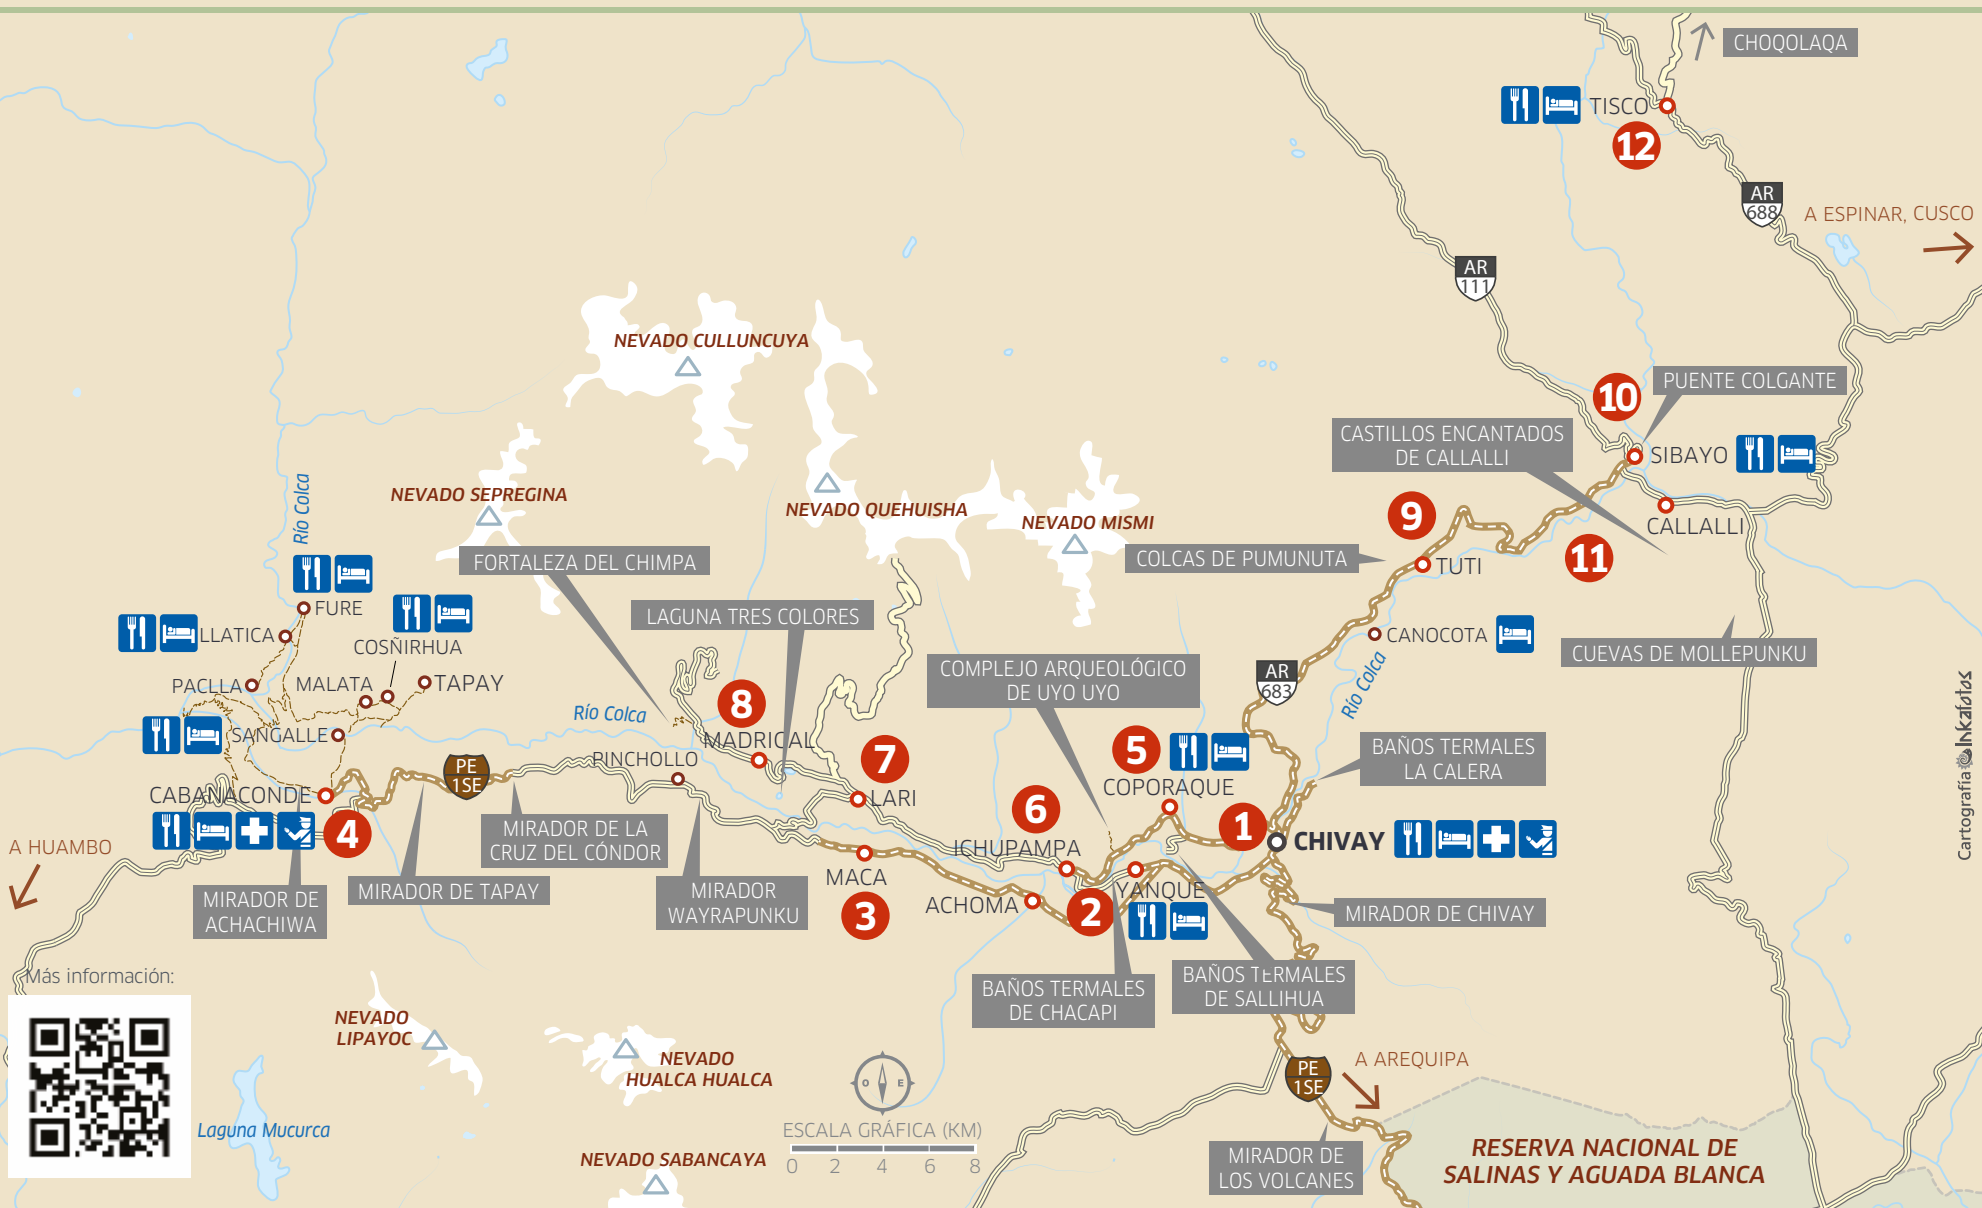 CHOQOLAQA
TISCO
12
AR
688
A ESPINAR, CUSCO
AR
111
NEVADO CULLUNCUYA
10
PUENTE COLGANTE
CASTILLOS ENCANTADOS
DE CALLALLI
SIBAYO
NEVADO SEPREGINA
Río Colca
NEVADO QUEHUISHA
NEVADO MISMI
9
CALLALLI
FORTALEZA DEL CHIMPA
COLCAS DE PUMUNUTA
TUTI
11
FURE
LAGUNA TRES COLORES
LLATICA
COSÑIRHUA
CANOCOTA
CUEVAS DE MOLLEPUNKU
COMPLEJO ARQUEOLÓGICO
DE UYO UYO
AR
683
Río Colca
PACLLA
MALATA
TAPAY
8
Río Colca
SANGALLE
MADRIGAL
5
BAÑOS TERMALES
LA CALERA
PINCHOLLO
7
PE
1SE
COPORAQUE
CABANACONDE
LARI
6
1
CHIVAY
4
MIRADOR DE LA
CRUZ DEL CÓNDOR
ICHUPAMPA
A HUAMBO
MACA
YANQUE
MIRADOR DE
ACHACHIWA
MIRADOR DE TAPAY
MIRADOR
WAYRAPUNKU
3
ACHOMA
2
MIRADOR DE CHIVAY
Más información:
BAÑOS TERMALES
DE CHACAPI
BAÑOS TERMALES
DE SALLIHUA
NEVADO
LIPAYOC
NEVADO
HUALCA HUALCA
A AREQUIPA
PE
1SE
O E
Laguna Mucurca
ESCALA GRÁFICA (KM)
0 2 4 6 8
NEVADO SABANCAYA
MIRADOR DE
LOS VOLCANES
RESERVA NACIONAL DE
SALINAS Y AGUADA BLANCA
Cartografía Inkafotos